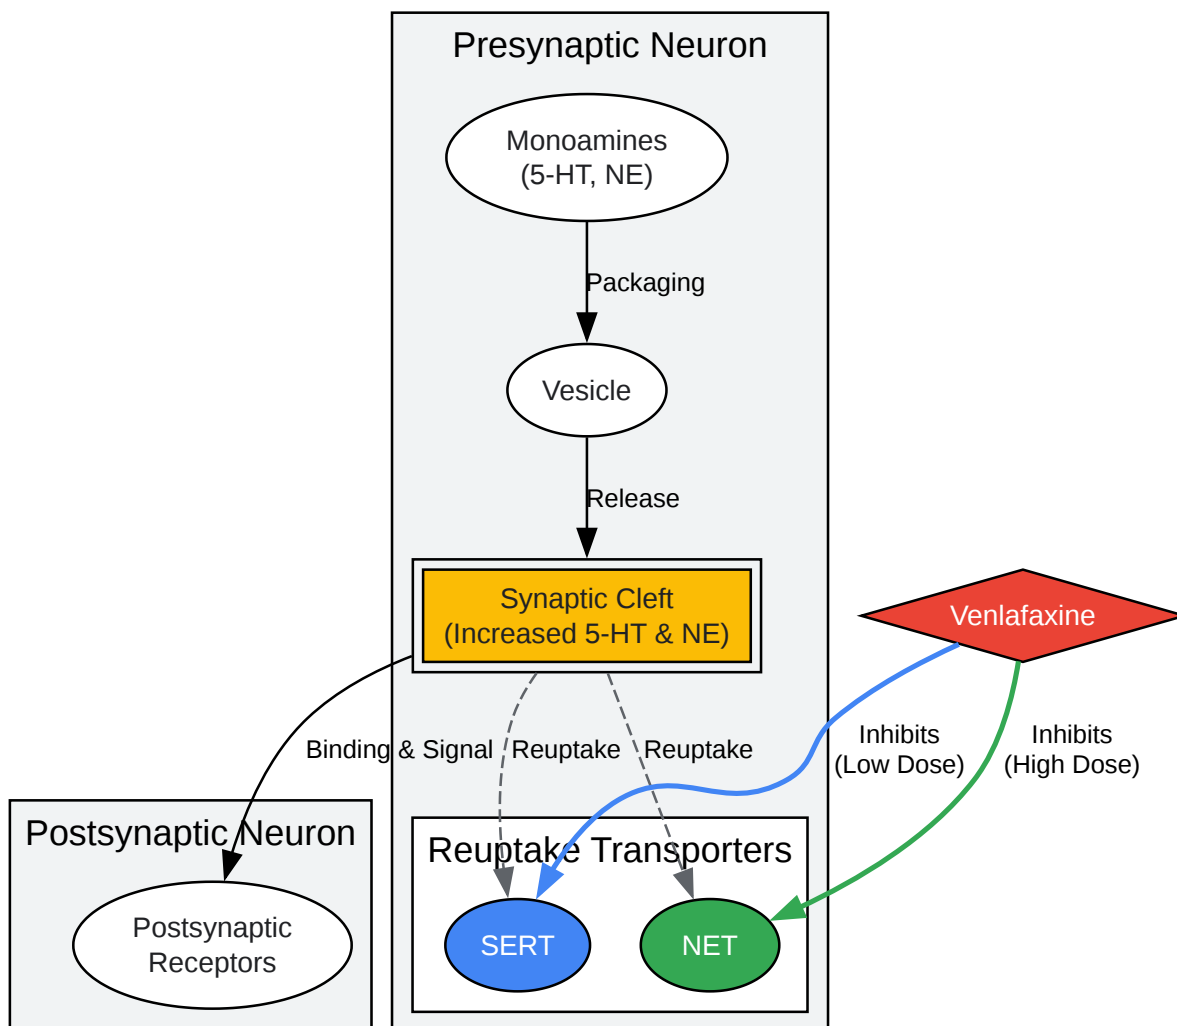 Presynaptic Neuron
Monoamines
(5-HT, NE)
Packaging
Vesicle
Release
Synaptic Cleft
(Increased 5-HT & NE)
Venlafaxine
Binding & Signal
Reuptake
Reuptake
Inhibits
(Low Dose)
Inhibits
(High Dose)
Postsynaptic Neuron
Postsynaptic
Receptors
Reuptake Transporters
SERT
NET